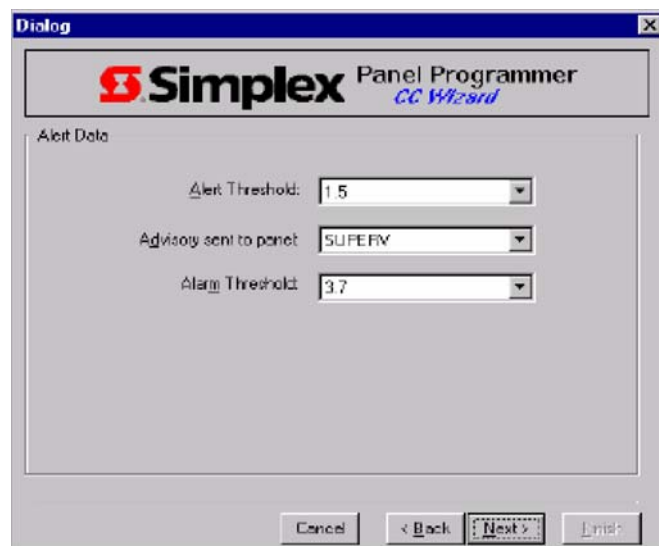 Dialog
Simplex Panel Programmer
CC Wizard
Alert Data
Alert Threshold: 1.5
Advisory sent to panel: SUPERV
Alarm Threshold: 3.7
Cancel < Back Next > Finish